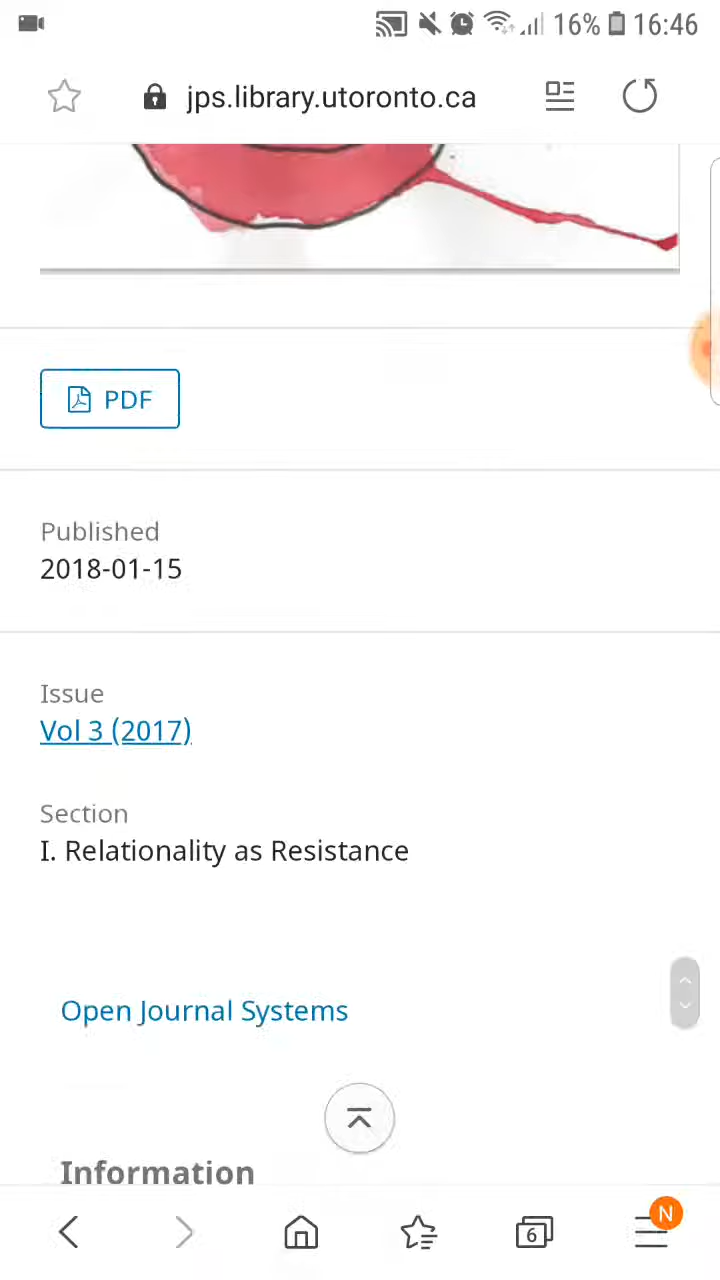 16% 16:46
jps.library.utoronto.ca
PDF
Published
2018-01-15
Issue
Vol 3 (2017)
Section
I. Relationality as Resistance
Open Journal Systems
Information
6
N